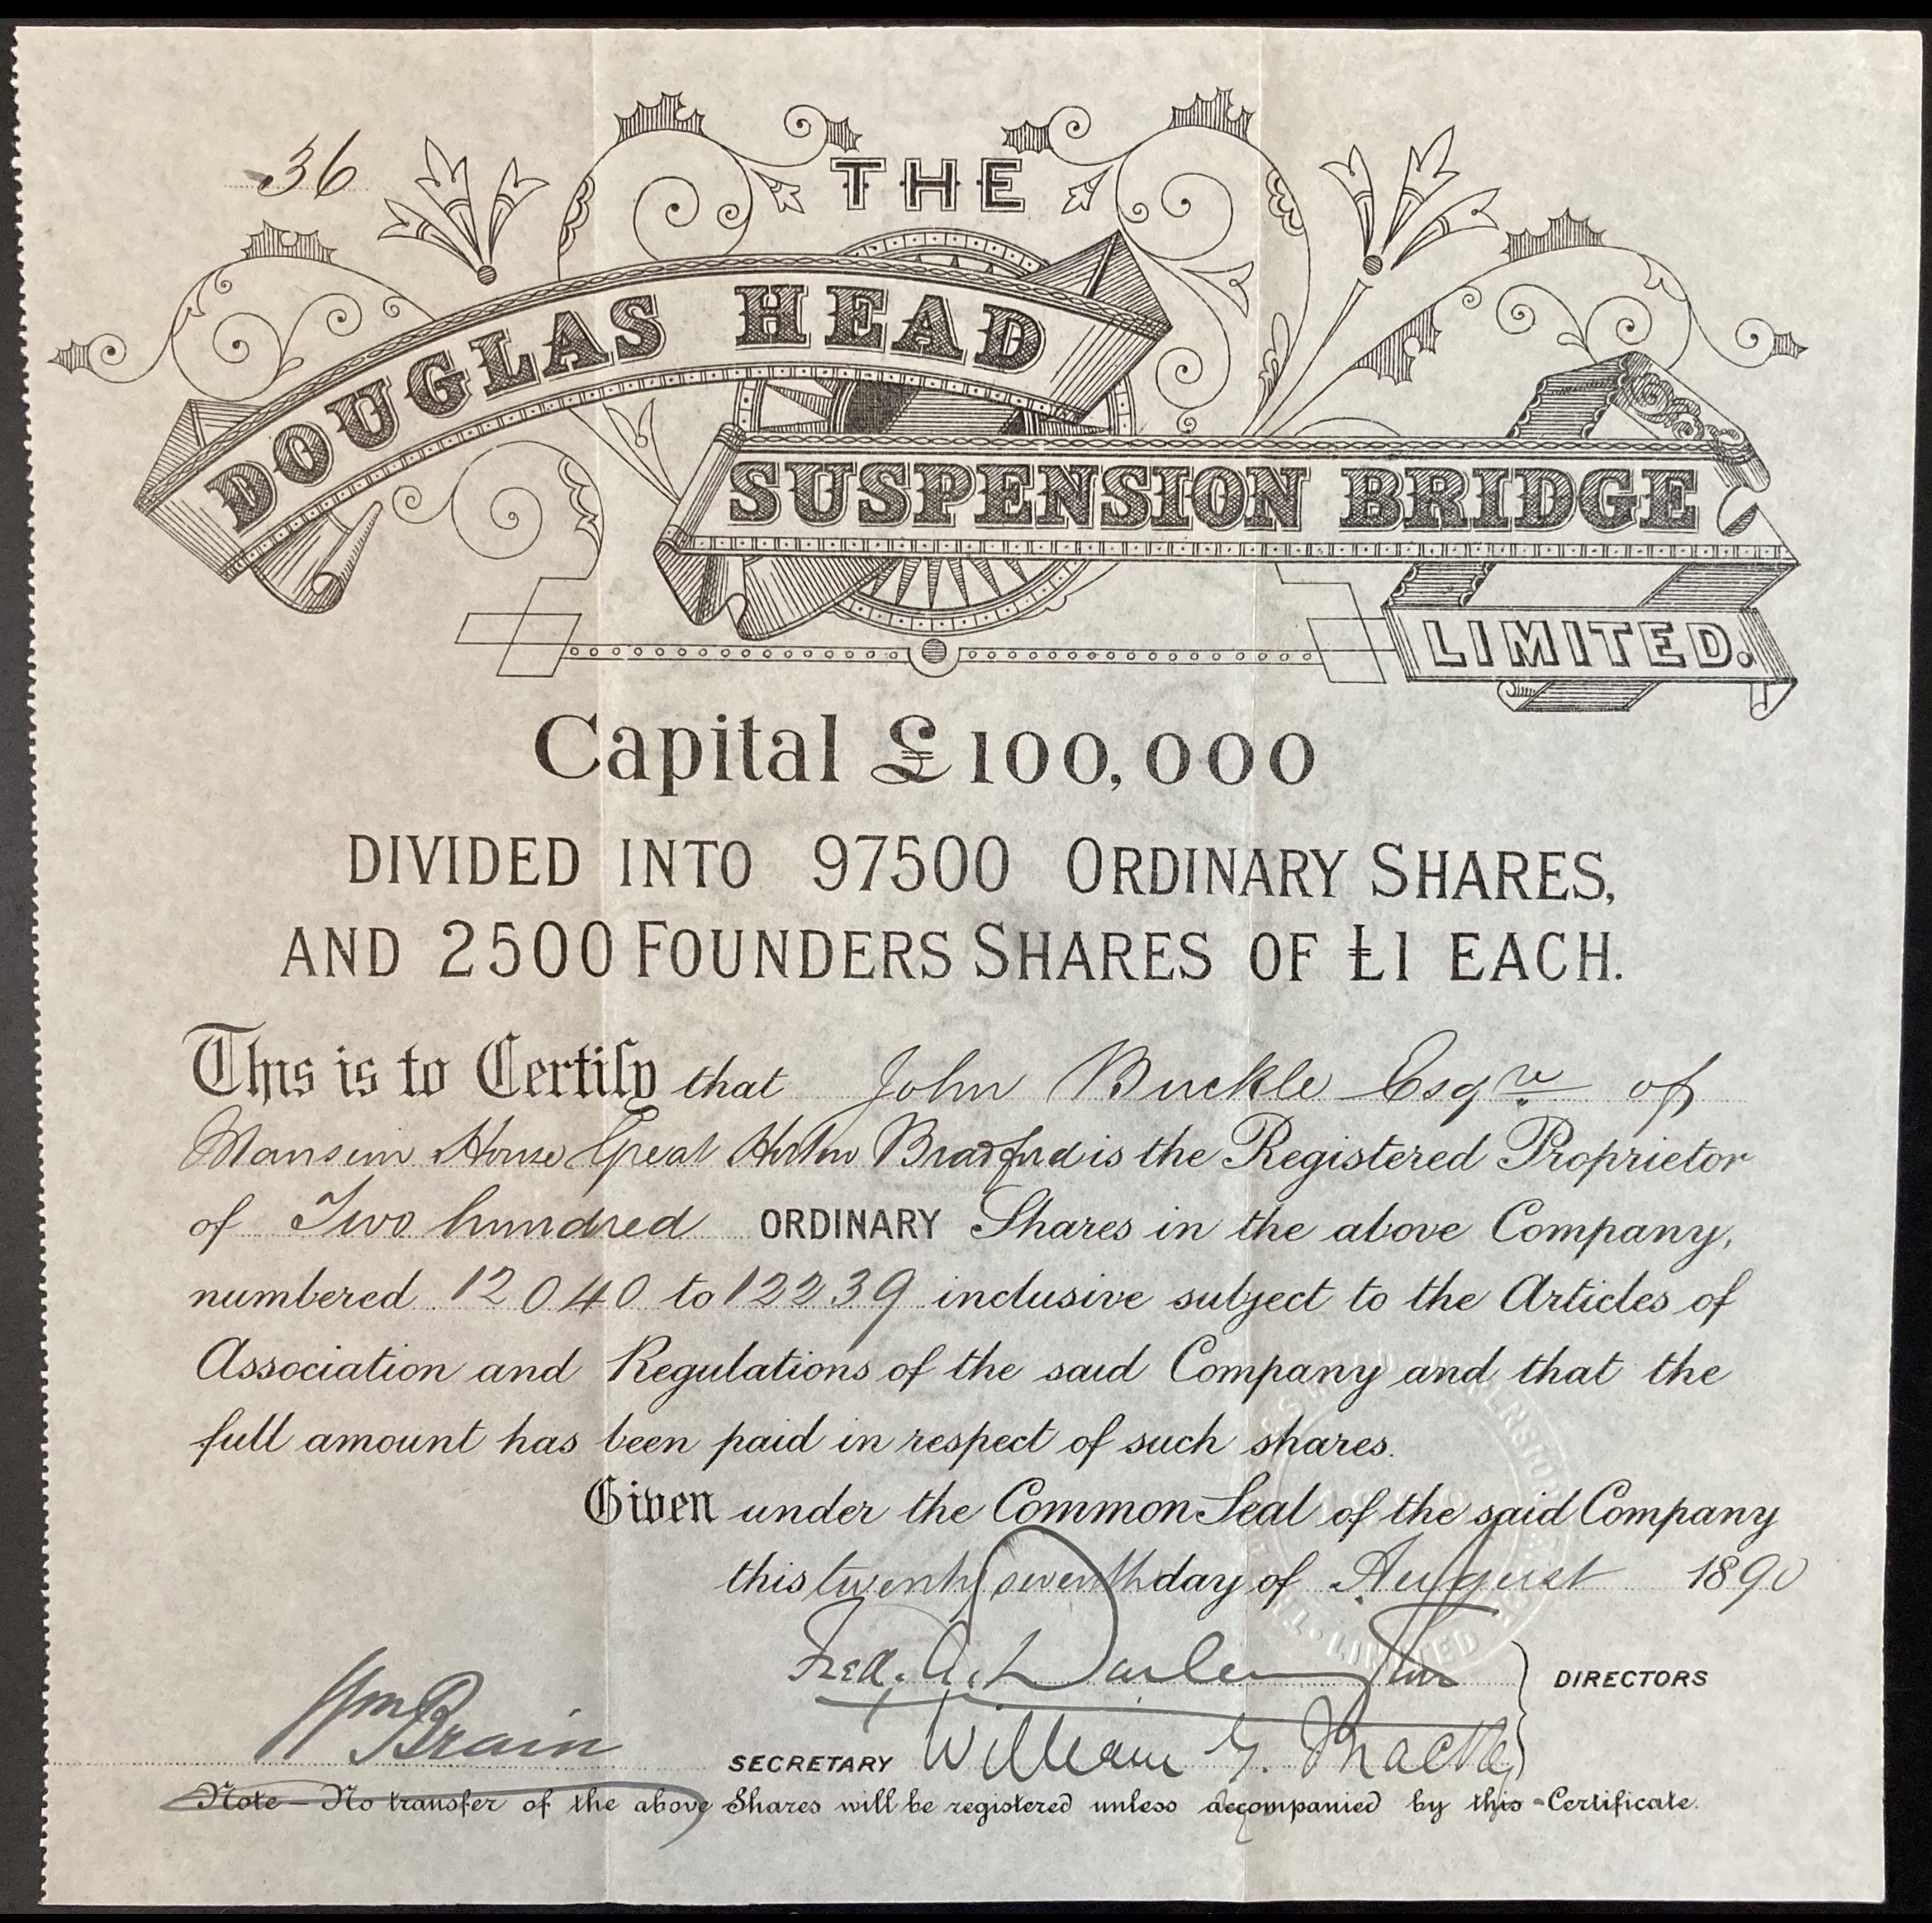 36
THE
DOUGLAS HEAD
SUSPENSION BRIDGE
LIMITED.
Capital £100,000
DIVIDED INTO 97500 ORDINARY SHARES,
AND 2500 FOUNDERS SHARES OF £1 EACH.
This is to Certify that John Buckle Esqre of
Mansion House Great Horton Bradford is the Registered Proprietor
of Two hundred ORDINARY Shares in the above Company,
numbered 12040 to 12239 inclusive subject to the Articles of
Association and Regulations of the said Company and that the
full amount has been paid in respect of such shares.
Given under the Common Seal of the said Company
this twenty seventh day of August 1890
Fred. A. Darlington
DIRECTORS
Wm Brain SECRETARY William G.
Note - No transfer of the above Shares will be registered unless accompanied by this Certificate.